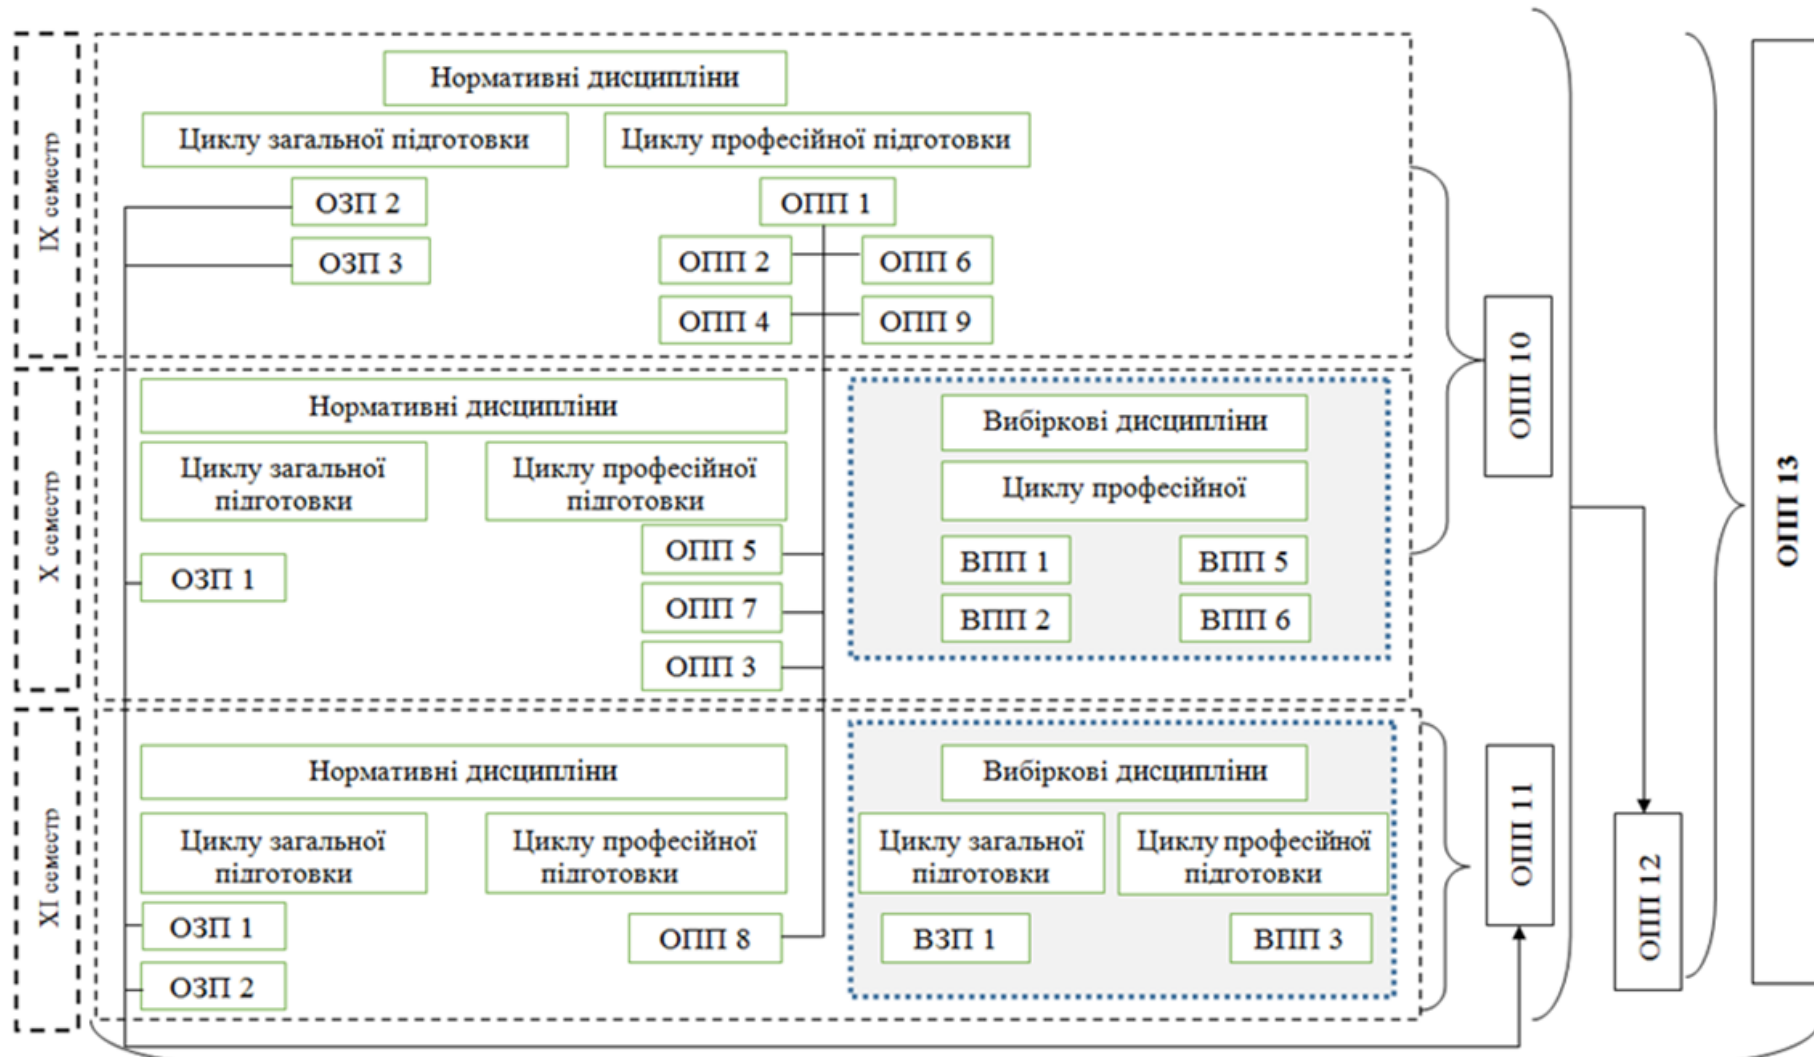 IX семестр
Нормативні дисципліни
Циклу загальної підготовки
Циклу професійної підготовки
ОЗП 2
ОПП 1
ОЗП 3
ОПП 2
ОПП 6
ОПП 4
ОПП 9
X семестр
Нормативні дисципліни
Циклу загальної
підготовки
Циклу професійної
підготовки
ОПП 5
ОЗП 1
ОПП 7
ОПП 3
Вибіркові дисципліни
Циклу професійної
ВПП 1
ВПП 5
ВПП 2
ВПП 6
XI семестр
Нормативні дисципліни
Циклу загальної
підготовки
Циклу професійної
підготовки
ОЗП 1
ОПП 8
ОЗП 2
Вибіркові дисципліни
Циклу загальної
підготовки
Циклу професійної
підготовки
ВЗП 1
ВПП 3
ОПП 10
ОПП 11
ОПП 12
ОПП 13